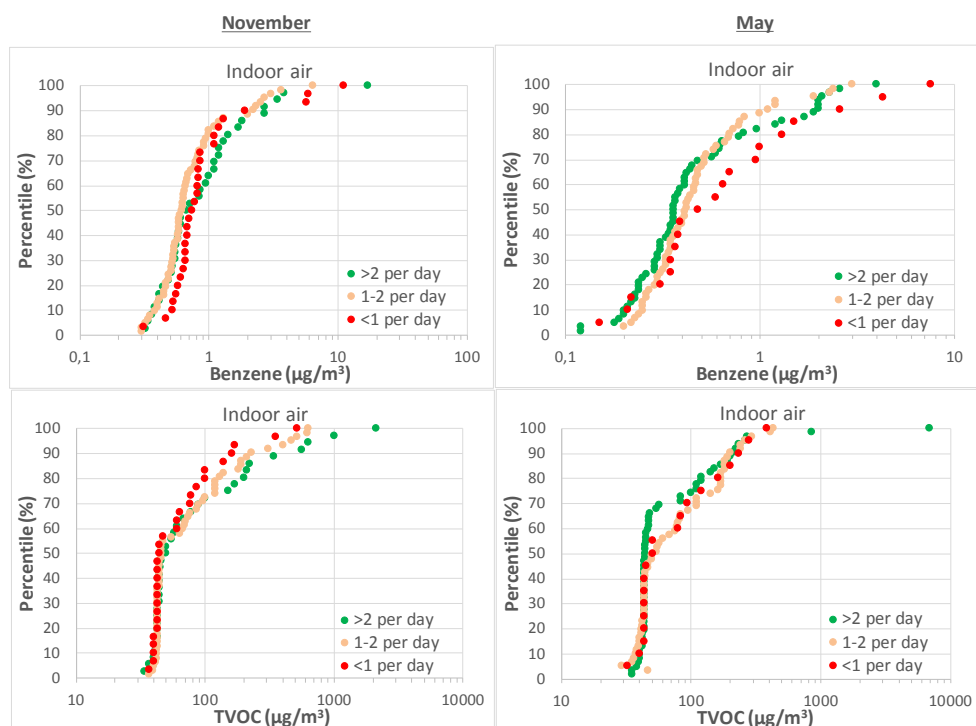 November
May
Indoor air
Percentile (%)
100
90
80
70
60
50
40
30
20
10
0
>2 per day
1-2 per day
<1 per day
0,1
1
10
100
Benzene (µg/m³)
Indoor air
Percentile (%)
100
90
80
70
60
50
40
30
20
10
0
>2 per day
1-2 per day
<1 per day
0,1
1
10
Benzene (µg/m³)
Indoor air
Percentile (%)
100
90
80
70
60
50
40
30
20
10
0
>2 per day
1-2 per day
<1 per day
10
100
1000
10000
TVOC (µg/m³)
Indoor air
Percentile (%)
100
90
80
70
60
50
40
30
20
10
0
>2 per day
1-2 per day
<1 per day
10
100
1000
10000
TVOC (µg/m³)